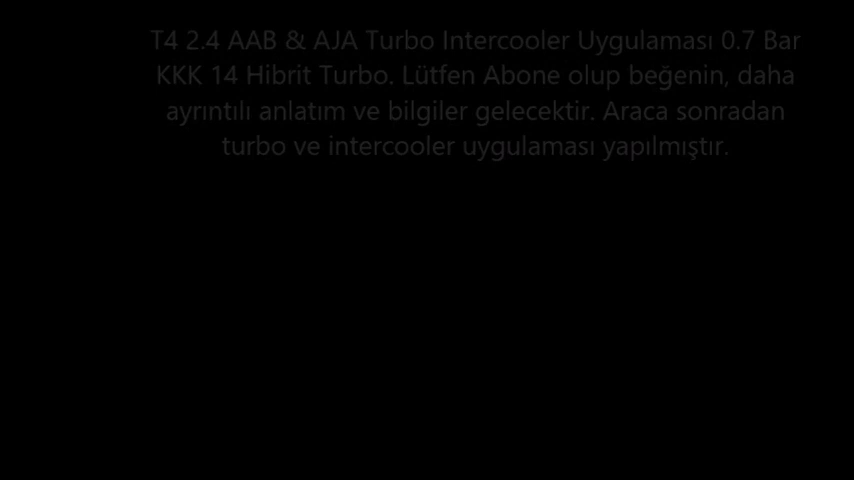 T4 2.4 AAB & AJA Turbo Intercooler Uygulaması 0.7 Bar
KKK 14 Hibrit Turbo. Lütfen Abone olup beğenin, daha
ayrıntılı anlatım ve bilgiler gelecektir. Araca sonradan
turbo ve intercooler uygulaması yapılmıştır.